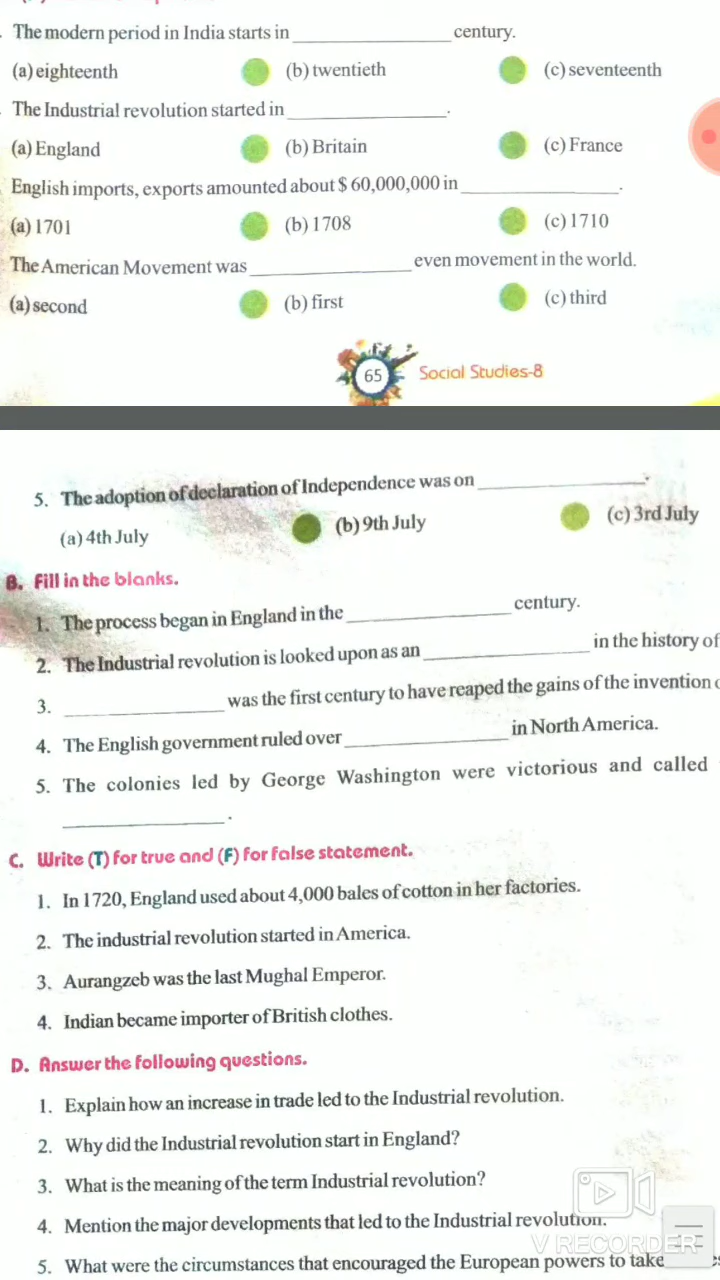 The modern period in India starts in ________ century.
(a) eighteenth (b) twentieth (c) seventeenth
The Industrial revolution started in ________.
(a) England (b) Britain (c) France
English imports, exports amounted about $ 60,000,000 in ________.
(a) 1701 (b) 1708 (c) 1710
The American Movement was ________ even movement in the world.
(a) second (b) first (c) third
65 Social Studies-8
5. The adoption of declaration of Independence was on ________.
(a) 4th July (b) 9th July (c) 3rd July
B. Fill in the blanks.
1. The process began in England in the ________ century.
2. The Industrial revolution is looked upon as an ________ in the history of
3. ________ was the first century to have reaped the gains of the invention
4. The English government ruled over ________ in North America.
5. The colonies led by George Washington were victorious and called
________.
C. Write (T) for true and (F) for false statement.
1. In 1720, England used about 4,000 bales of cotton in her factories.
2. The industrial revolution started in America.
3. Aurangzeb was the last Mughal Emperor.
4. Indian became importer of British clothes.
D. Answer the following questions.
1. Explain how an increase in trade led to the Industrial revolution.
2. Why did the Industrial revolution start in England?
3. What is the meaning of the term Industrial revolution?
4. Mention the major developments that led to the Industrial revolution.
V RECORDER
5. What were the circumstances that encouraged the European powers to take